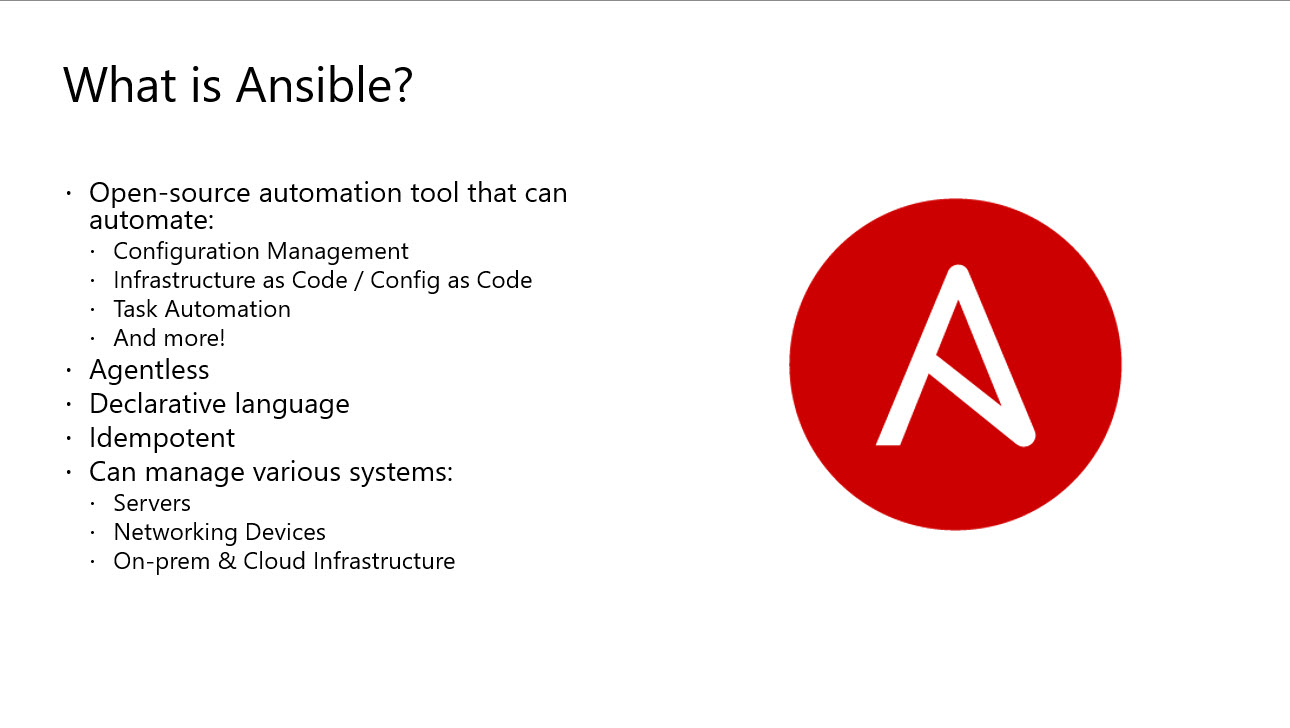 What is Ansible?
· Open-source automation tool that can
automate:
· Configuration Management
· Infrastructure as Code / Config as Code
· Task Automation
· And more!
· Agentless
· Declarative language
· Idempotent
· Can manage various systems:
· Servers
· Networking Devices
· On-prem & Cloud Infrastructure